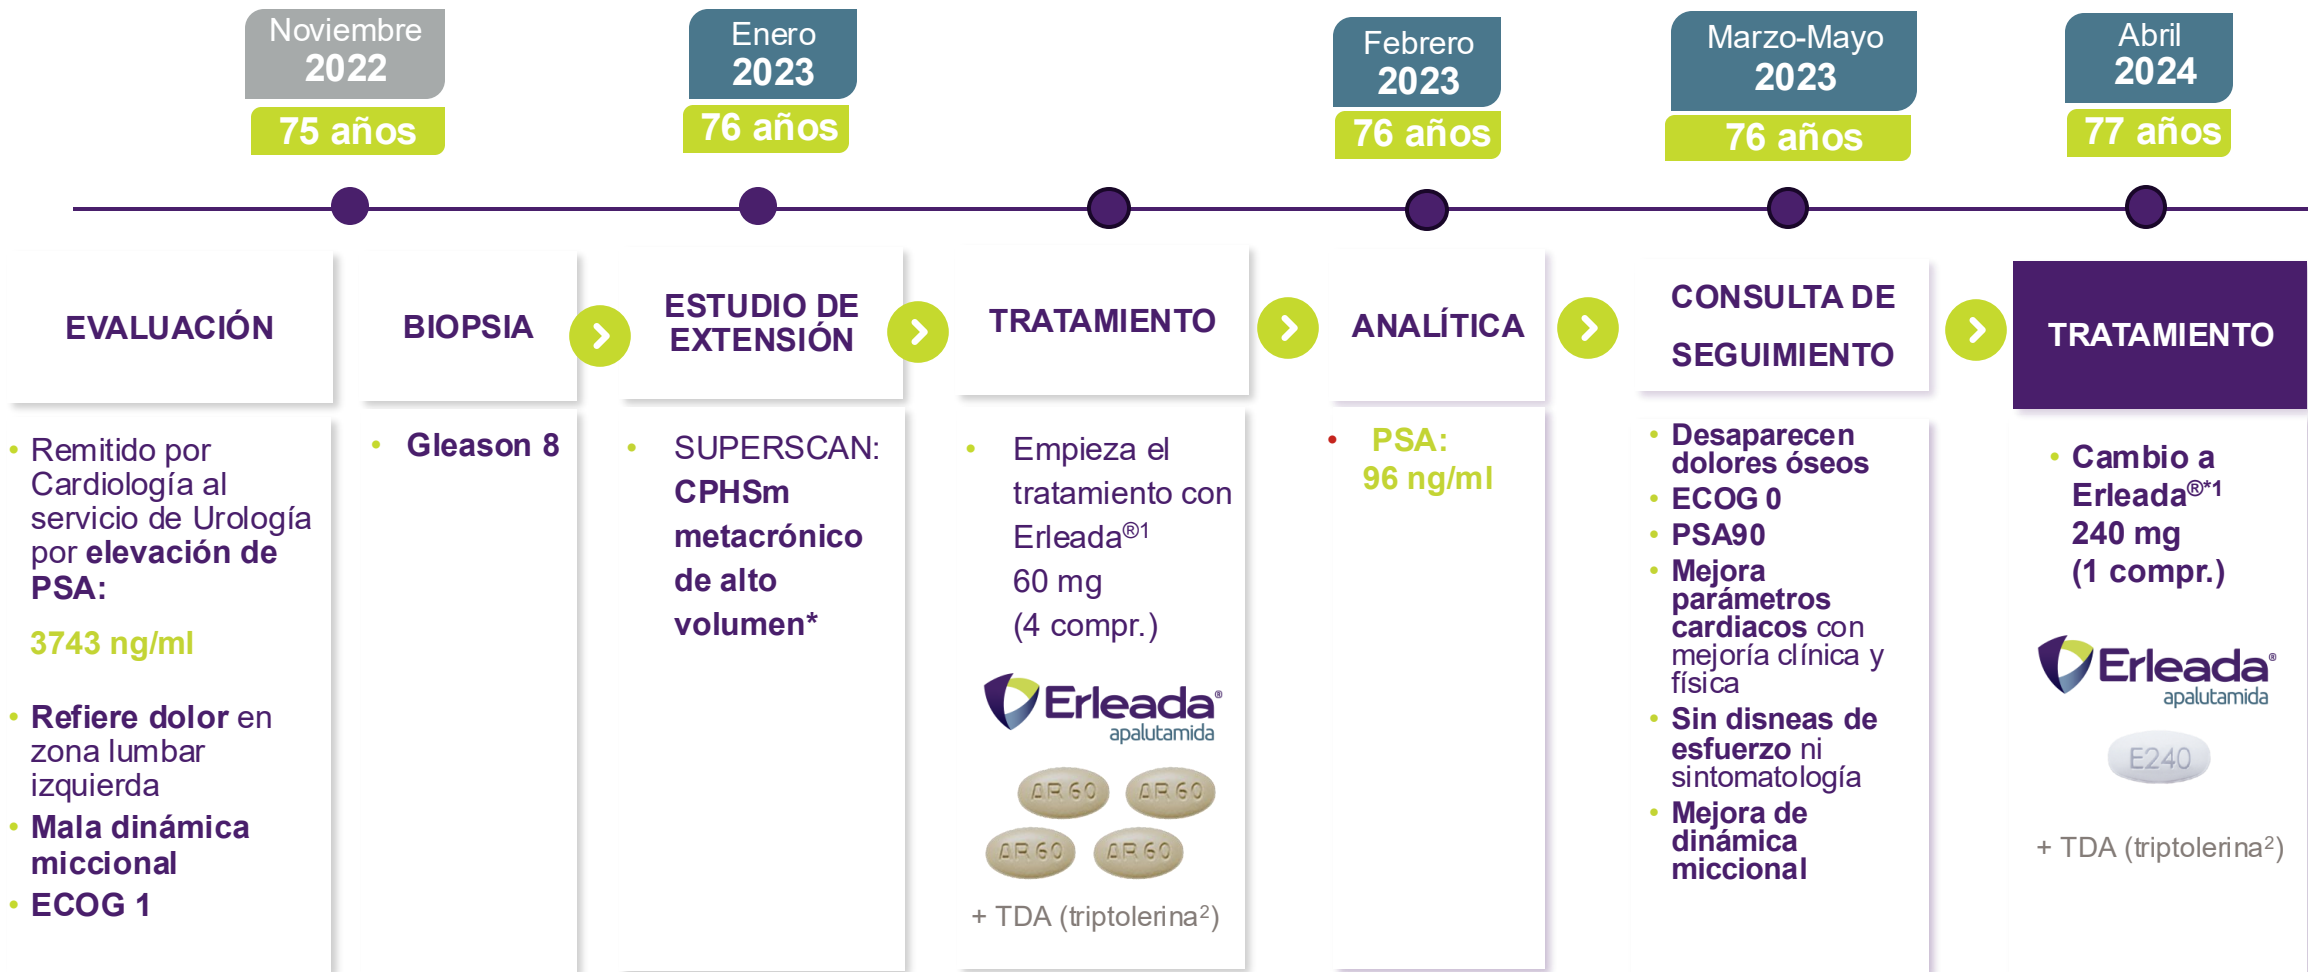 Noviembre
2022
75 años
Enero
2023
76 años
Febrero
2023
76 años
Marzo-Mayo
2023
76 años
Abril
2024
77 años
EVALUACIÓN
• Remitido por
Cardiología al
servicio de Urología
por elevación de
PSA:
3743 ng/ml
• Refiere dolor en
zona lumbar
izquierda
• Mala dinámica
miccional
• ECOG 1
BIOPSIA
• Gleason 8
ESTUDIO DE
EXTENSIÓN
• SUPERSCAN:
CPHSm
metacrónico
de alto
volumen*
TRATAMIENTO
• Empieza el
tratamiento con
Erleada®1
60 mg
(4 compr.)
Erleada®
apalutamida
AR 60 AR 60
AR 60 AR 60
+ TDA (triptolerina²)
ANALÍTICA
• PSA:
96 ng/ml
CONSULTA DE
SEGUIMIENTO
• Desaparecen
dolores óseos
• ECOG 0
• PSA90
• Mejora
parámetros
cardiacos con
mejoría clínica y
física
• Sin disneas de
esfuerzo ni
sintomatología
• Mejora de
dinámica
miccional
TRATAMIENTO
• Cambio a
Erleada®*1
240 mg
(1 compr.)
Erleada®
apalutamida
E240
+ TDA (triptolerina²)